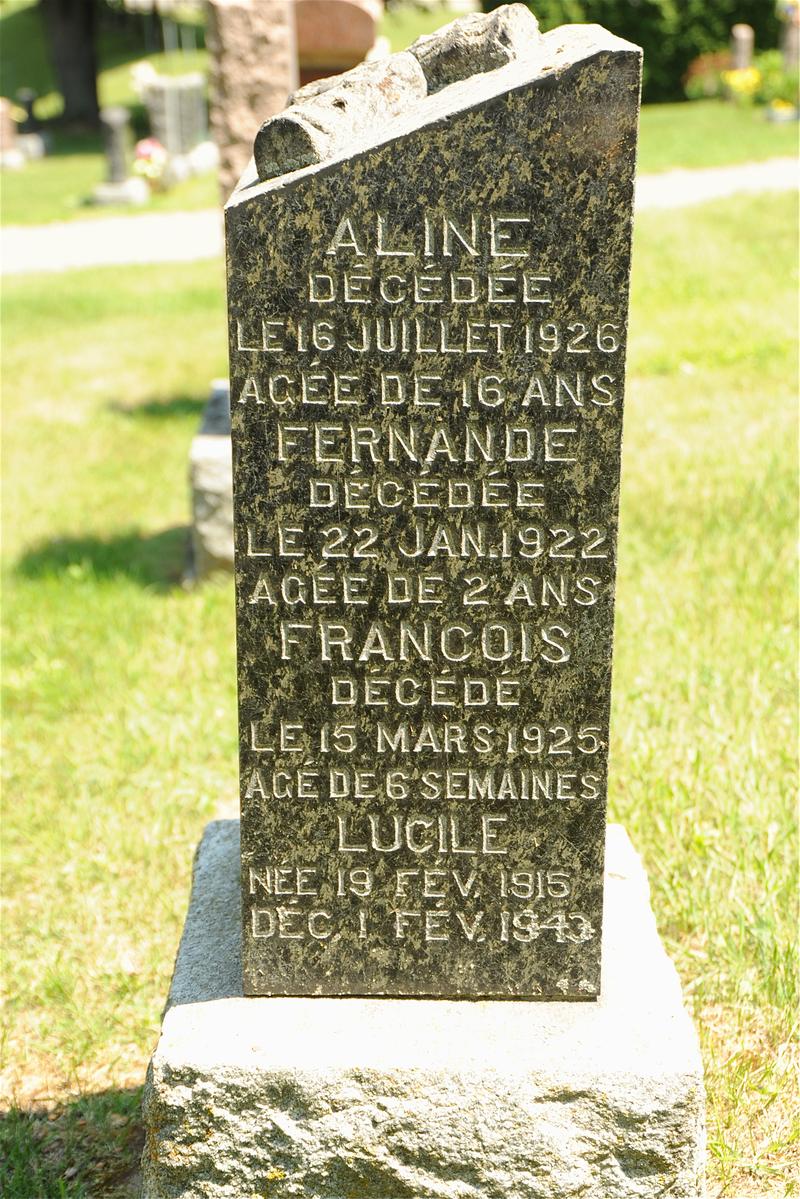 ALINE
DÉCÉDÉE
LE 16 JUILLET 1926
AGÉE DE 16 ANS
FERNANDE
DÉCÉDÉE
LE 22 JAN. 1922
AGÉE DE 2 ANS
FRANCOIS
DÉCÉDÉ
LE 15 MARS 1925
AGÉ DE 6 SEMAINES
LUCILE
NÉE 19 FÉV. 1915
DÉC. 1 FÉV. 1943